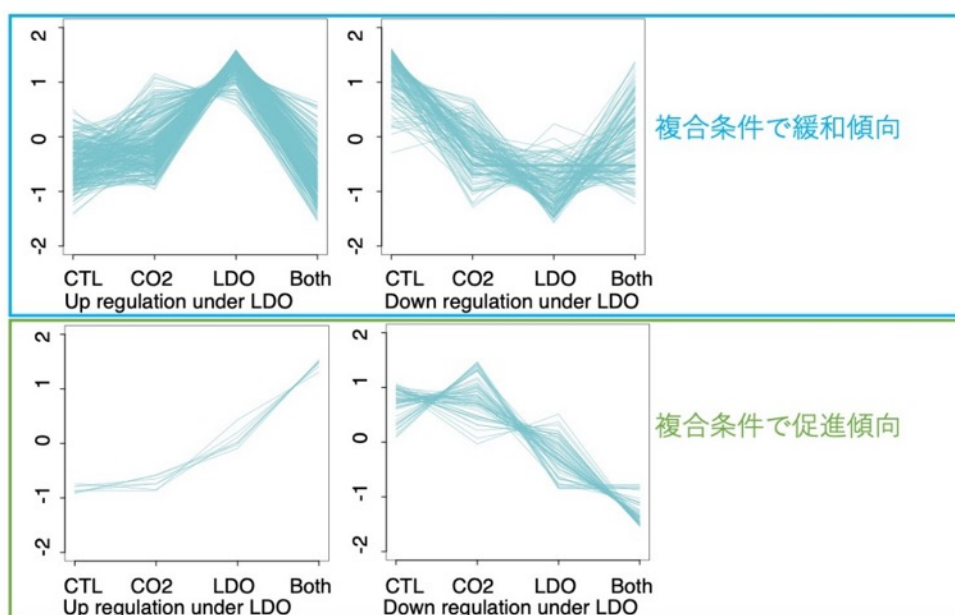 2
1
0
-1
-2
CTL CO2 LDO Both
Up regulation under LDO
2
1
0
-1
-2
CTL CO2 LDO Both
Down regulation under LDO
複合条件で緩和傾向
2
1
0
-1
-2
CTL CO2 LDO Both
Up regulation under LDO
2
1
0
-1
-2
CTL CO2 LDO Both
Down regulation under LDO
複合条件で促進傾向